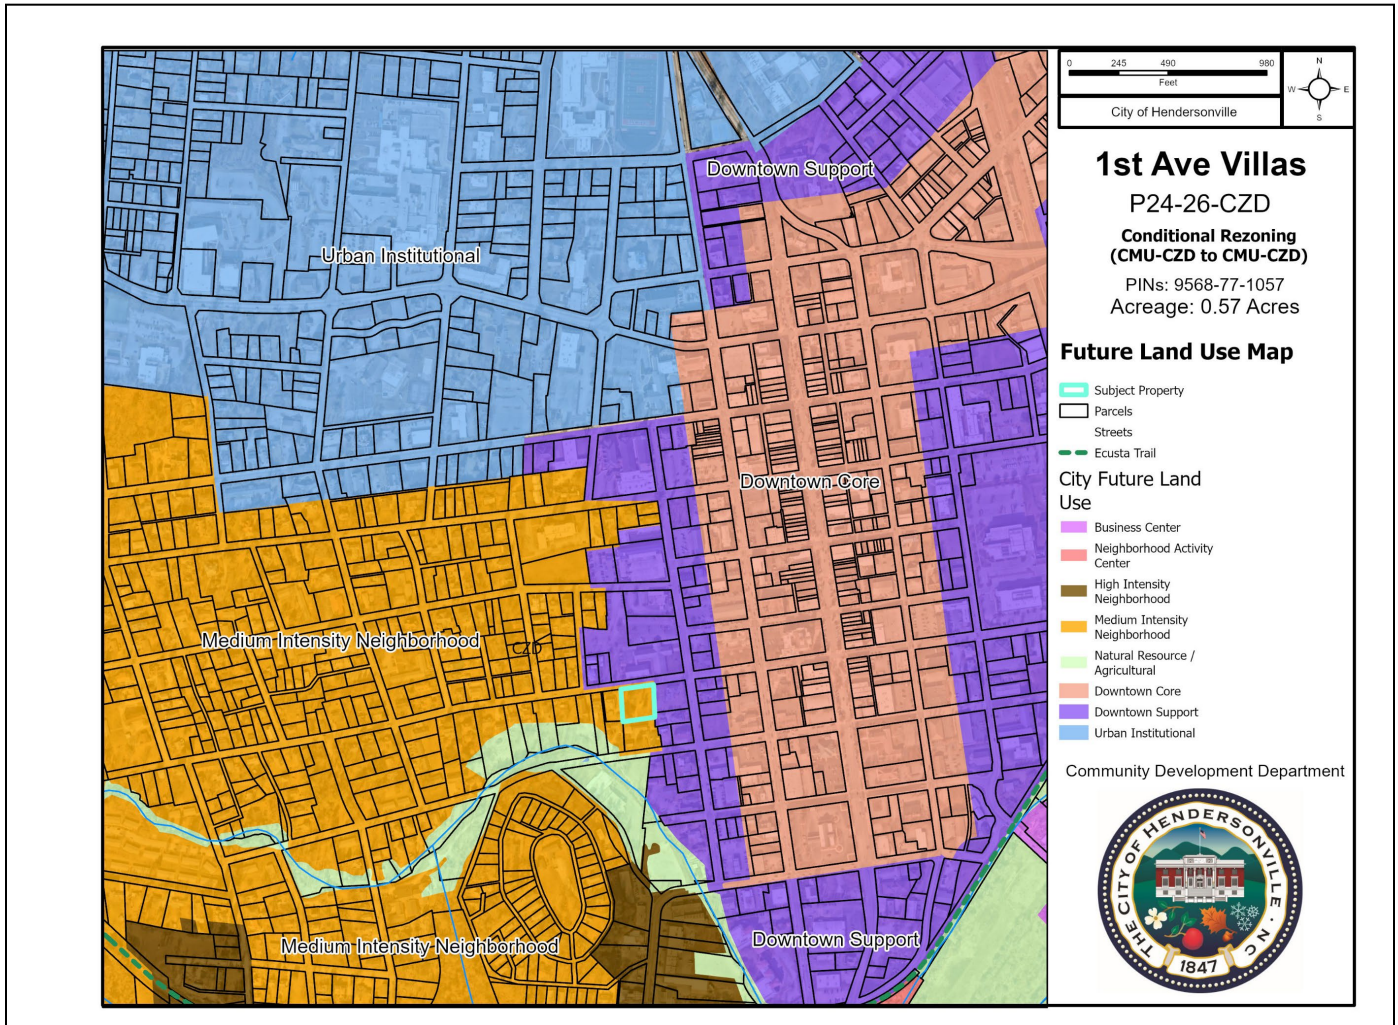 Downtown Support
Urban Institutional
Downtown Core
Medium Intensity Neighborhood
CZD
Medium Intensity Neighborhood
Downtown Support
0 245 490 980
Feet
N
W E
S
City of Hendersonville
1st Ave Villas
P24-26-CZD
Conditional Rezoning
(CMU-CZD to CMU-CZD)
PINs: 9568-77-1057
Acreage: 0.57 Acres
Future Land Use Map
Subject Property
Parcels
Streets
Ecusta Trail
City Future Land
Use
Business Center
Neighborhood Activity
Center
High Intensity
Neighborhood
Medium Intensity
Neighborhood
Natural Resource /
Agricultural
Downtown Core
Downtown Support
Urban Institutional
Community Development Department
THE CITY OF HENDERSONVILLE · NC
1847